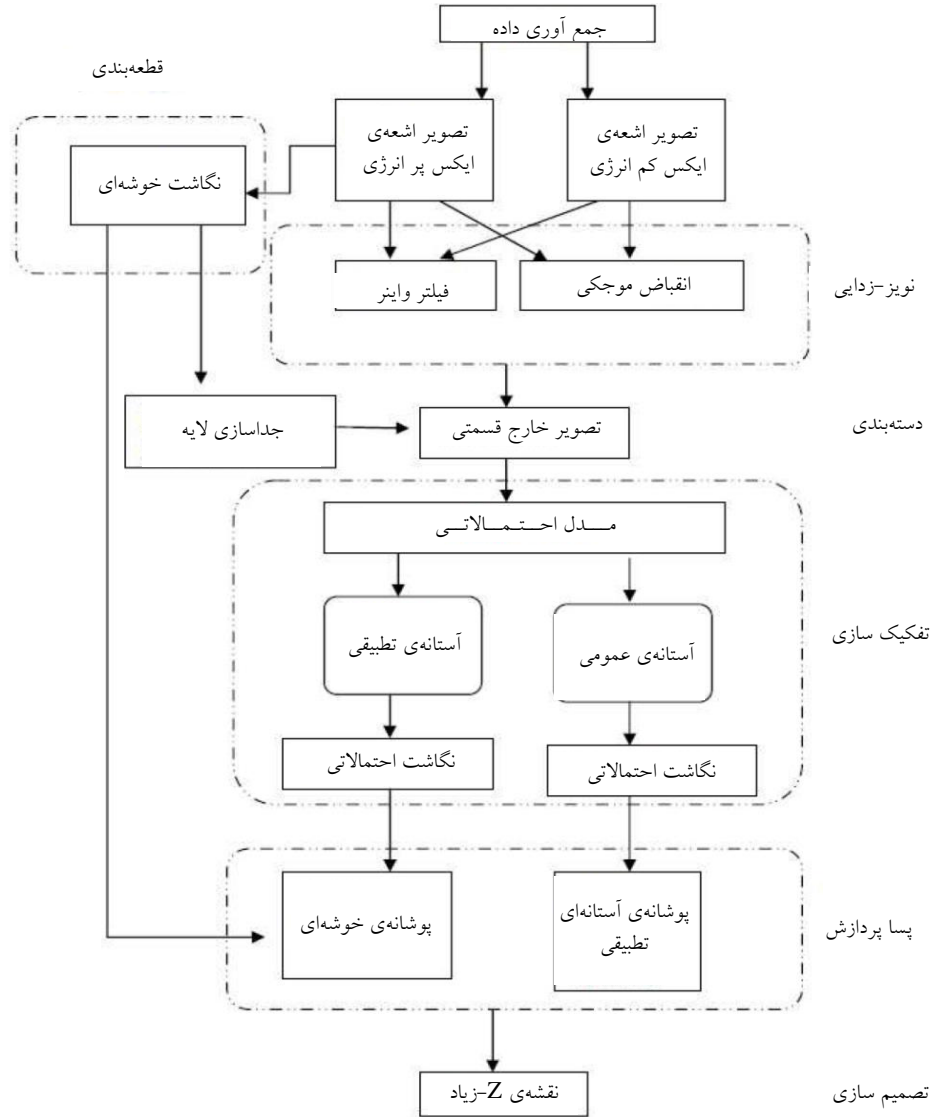 جمع آوری داده
قطعه‌بندی
تصویر اشعه‌ی
ایکس کم انرژی
تصویر اشعه‌ی
ایکس پر انرژی
نگاشت خوشه‌ای
نویز-زدایی
انقباض موجکی
فیلتر واینر
دسته‌بندی
تصویر خارج قسمتی
جداسازی لایه
مدل احتمالاتی
تفکیک سازی
آستانه‌ی عمومی
آستانه‌ی تطبیقی
نگاشت احتمالاتی
نگاشت احتمالاتی
پسا پردازش
پوشانه‌ی آستانه‌ای
تطبیقی
پوشانه‌ی خوشه‌ای
تصمیم سازی
نقشه‌ی Z-زیاد